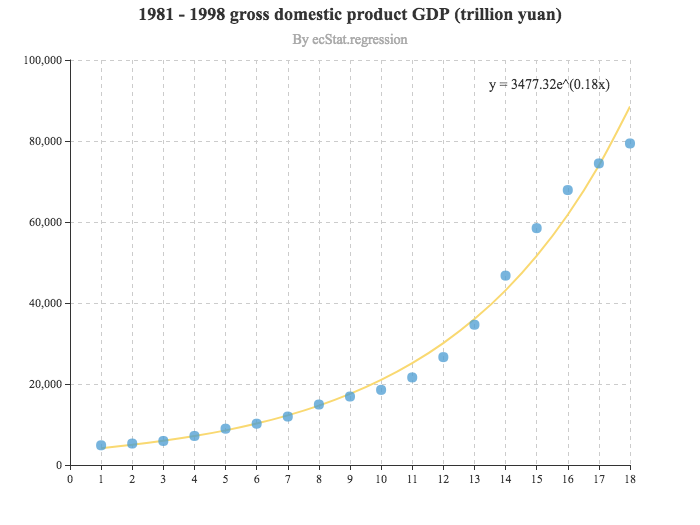 1981 - 1998 gross domestic product GDP (trillion yuan)
By ecStat.regression
100,000
y = 3477.32e^(0.18x)
80,000
60,000
40,000
20,000
0
0 1 2 3 4 5 6 7 8 9 10 11 12 13 14 15 16 17 18